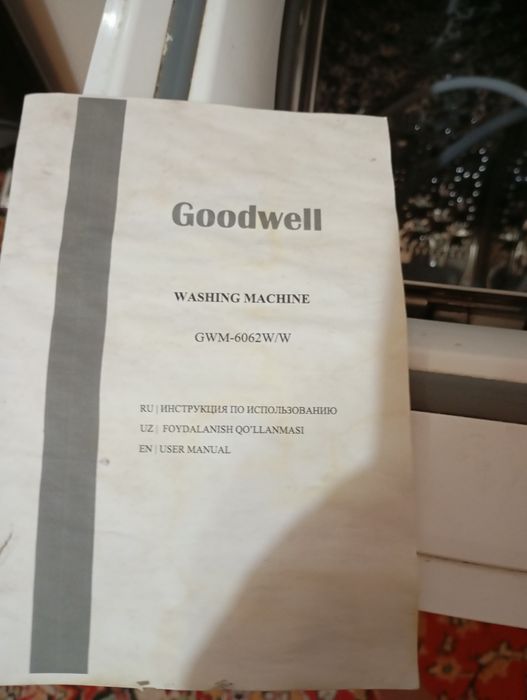 Goodwell
WASHING MACHINE
GWM-6062W/W
RU | ИНСТРУКЦИЯ ПО ИСПОЛЬЗОВАНИЮ
UZ | FOYDALANISH QO'LLANMASI
EN | USER MANUAL